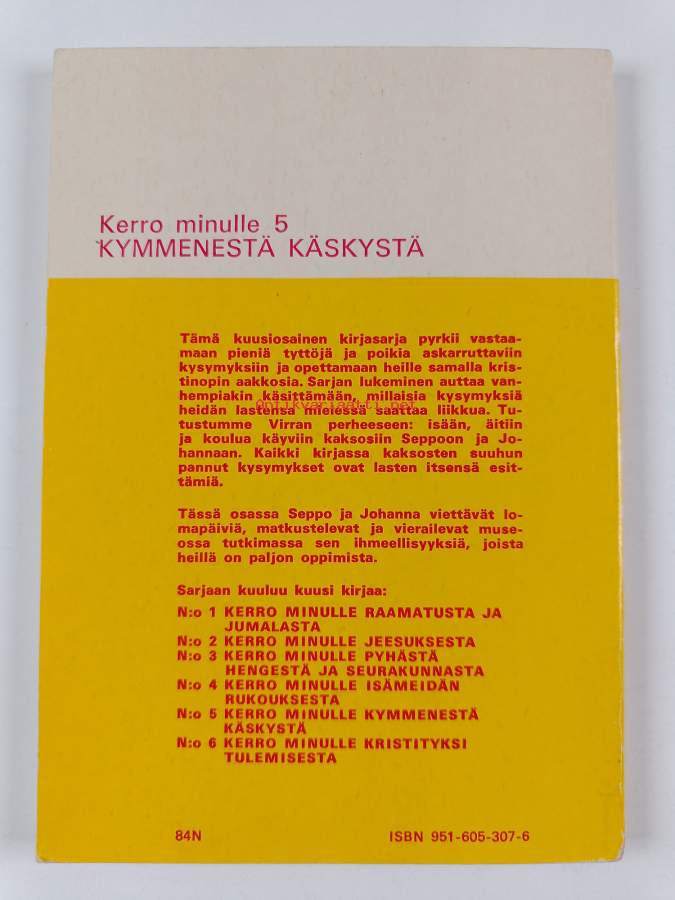 Kerro minulle 5
KYMMENESTÄ KÄSKYSTÄ
Tämä kuusiosainen kirjasarja pyrkii vastaa-
maan pieniä tyttöjä ja poikia askarruttaviin
kysymyksiin ja opettamaan heille samalla kris-
tinopin aakkosia. Sarjan lukeminen auttaa van-
hempiakin käsittämään, millaisia kysymyksiä
Antikvariaatti.net
heidän lastensa mielessä saattaa liikkua. Tu-
tustumme Virran perheeseen: isään, äitiin
ja koulua käyviin kaksosiin Seppoon ja Jo-
hannaan. Kaikki kirjassa kaksosten suuhun
pannut kysymykset ovat lasten itsensä esit-
tämiä.
Tässä osassa Seppo ja Johanna viettävät lo-
mapäiviä, matkustelevat ja vierailevat muse-
ossa tutkimassa sen ihmeellisyyksiä, joista
heillä on paljon oppimista.
Sarjaan kuuluu kuusi kirjaa:
N:o 1 KERRO MINULLE RAAMATUSTA JA
JUMALASTA
N:o 2 KERRO MINULLE JEESUKSESTA
N:o 3 KERRO MINULLE PYHÄSTÄ
HENGESTÄ JA SEURAKUNNASTA
N:o 4 KERRO MINULLE ISÄMEIDÄN
RUKOUKSESTA
N:o 5 KERRO MINULLE KYMMENESTÄ
KÄSKYSTÄ
N:o 6 KERRO MINULLE KRISTITYKSI
TULEMISESTA
84N
ISBN 951-605-307-6